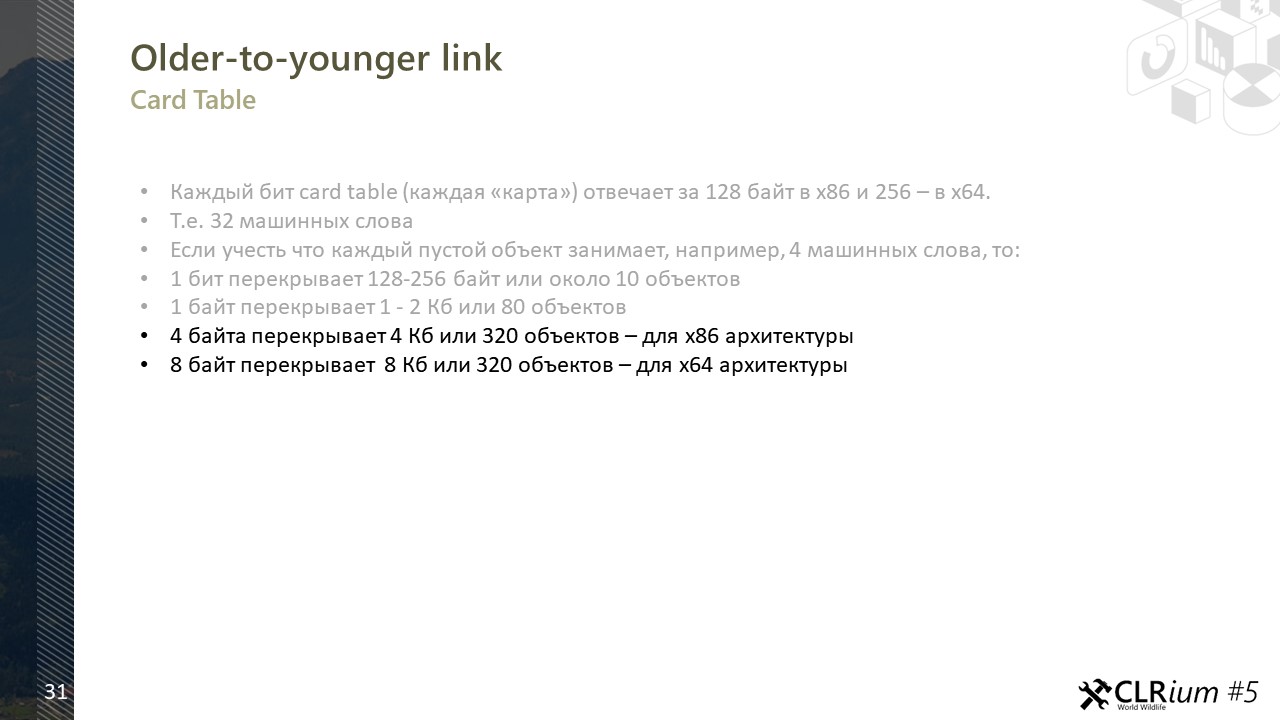 Older-to-younger link
Card Table
• Каждый бит card table (каждая «карта») отвечает за 128 байт в x86 и 256 – в x64.
• Т.е. 32 машинных слова
• Если учесть что каждый пустой объект занимает, например, 4 машинных слова, то:
• 1 бит перекрывает 128-256 байт или около 10 объектов
• 1 байт перекрывает 1 - 2 Кб или 80 объектов
• 4 байта перекрывает 4 Кб или 320 объектов – для x86 архитектуры
• 8 байт перекрывает 8 Кб или 320 объектов – для x64 архитектуры
31
CLRium #5
World Wildlife